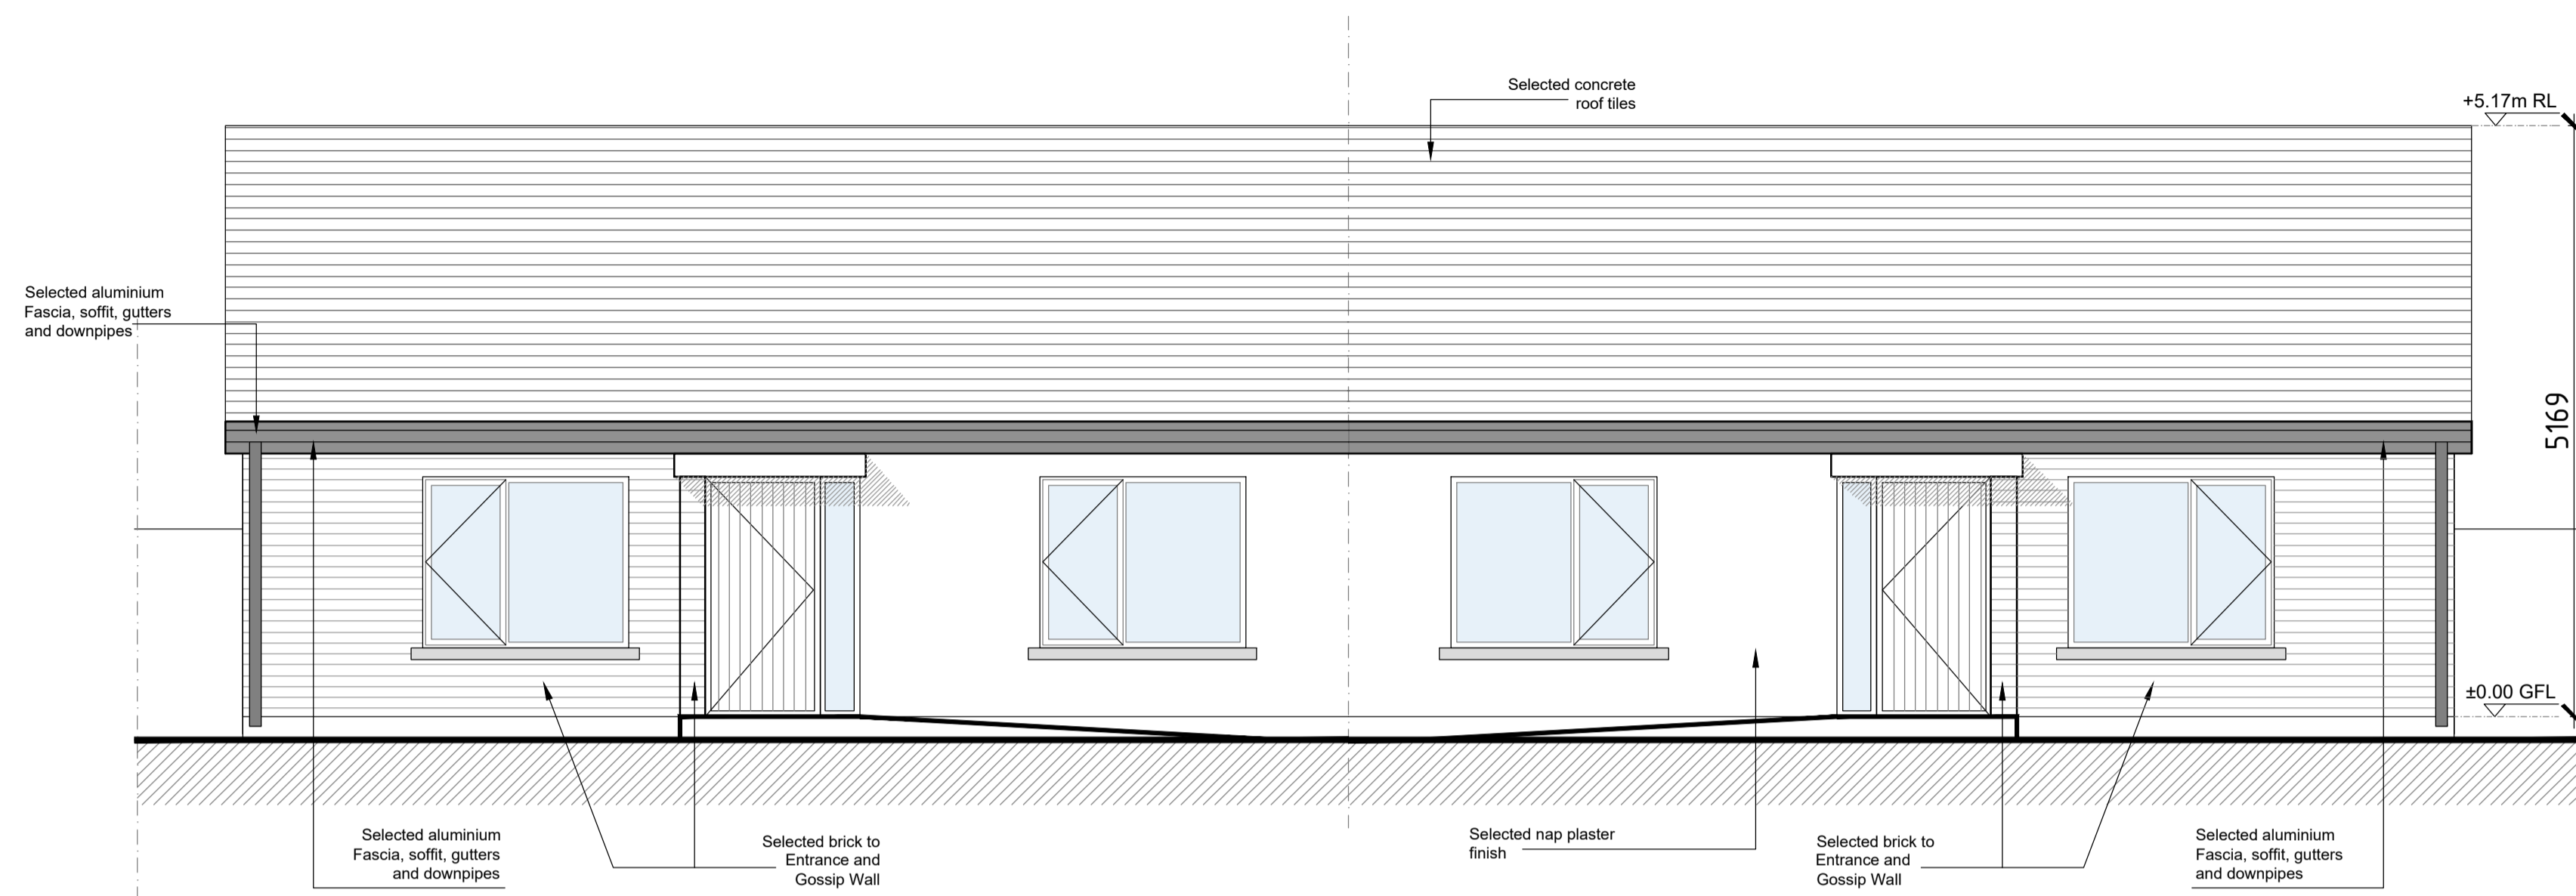 Selected concrete
roof tiles
+5.17m RL
Selected aluminium
Fascia, soffit, gutters
and downpipes
5169
±0.00 GFL
Selected aluminium
Fascia, soffit, gutters
and downpipes
Selected brick to
Entrance and
Gossip Wall
Selected nap plaster
finish
Selected brick to
Entrance and
Gossip Wall
Selected aluminium
Fascia, soffit, gutters
and downpipes